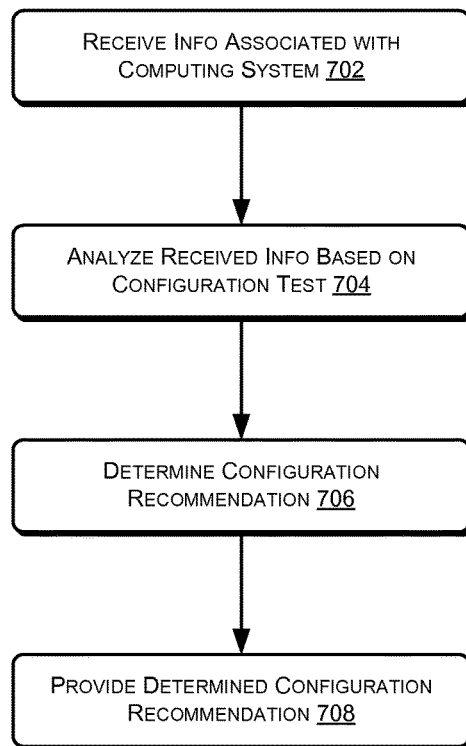 RECEIVE INFO ASSOCIATED WITH
COMPUTING SYSTEM 702
ANALYZE RECEIVED INFO BASED ON
CONFIGURATION TEST 704
DETERMINE CONFIGURATION
RECOMMENDATION 706
PROVIDE DETERMINED CONFIGURATION
RECOMMENDATION 708